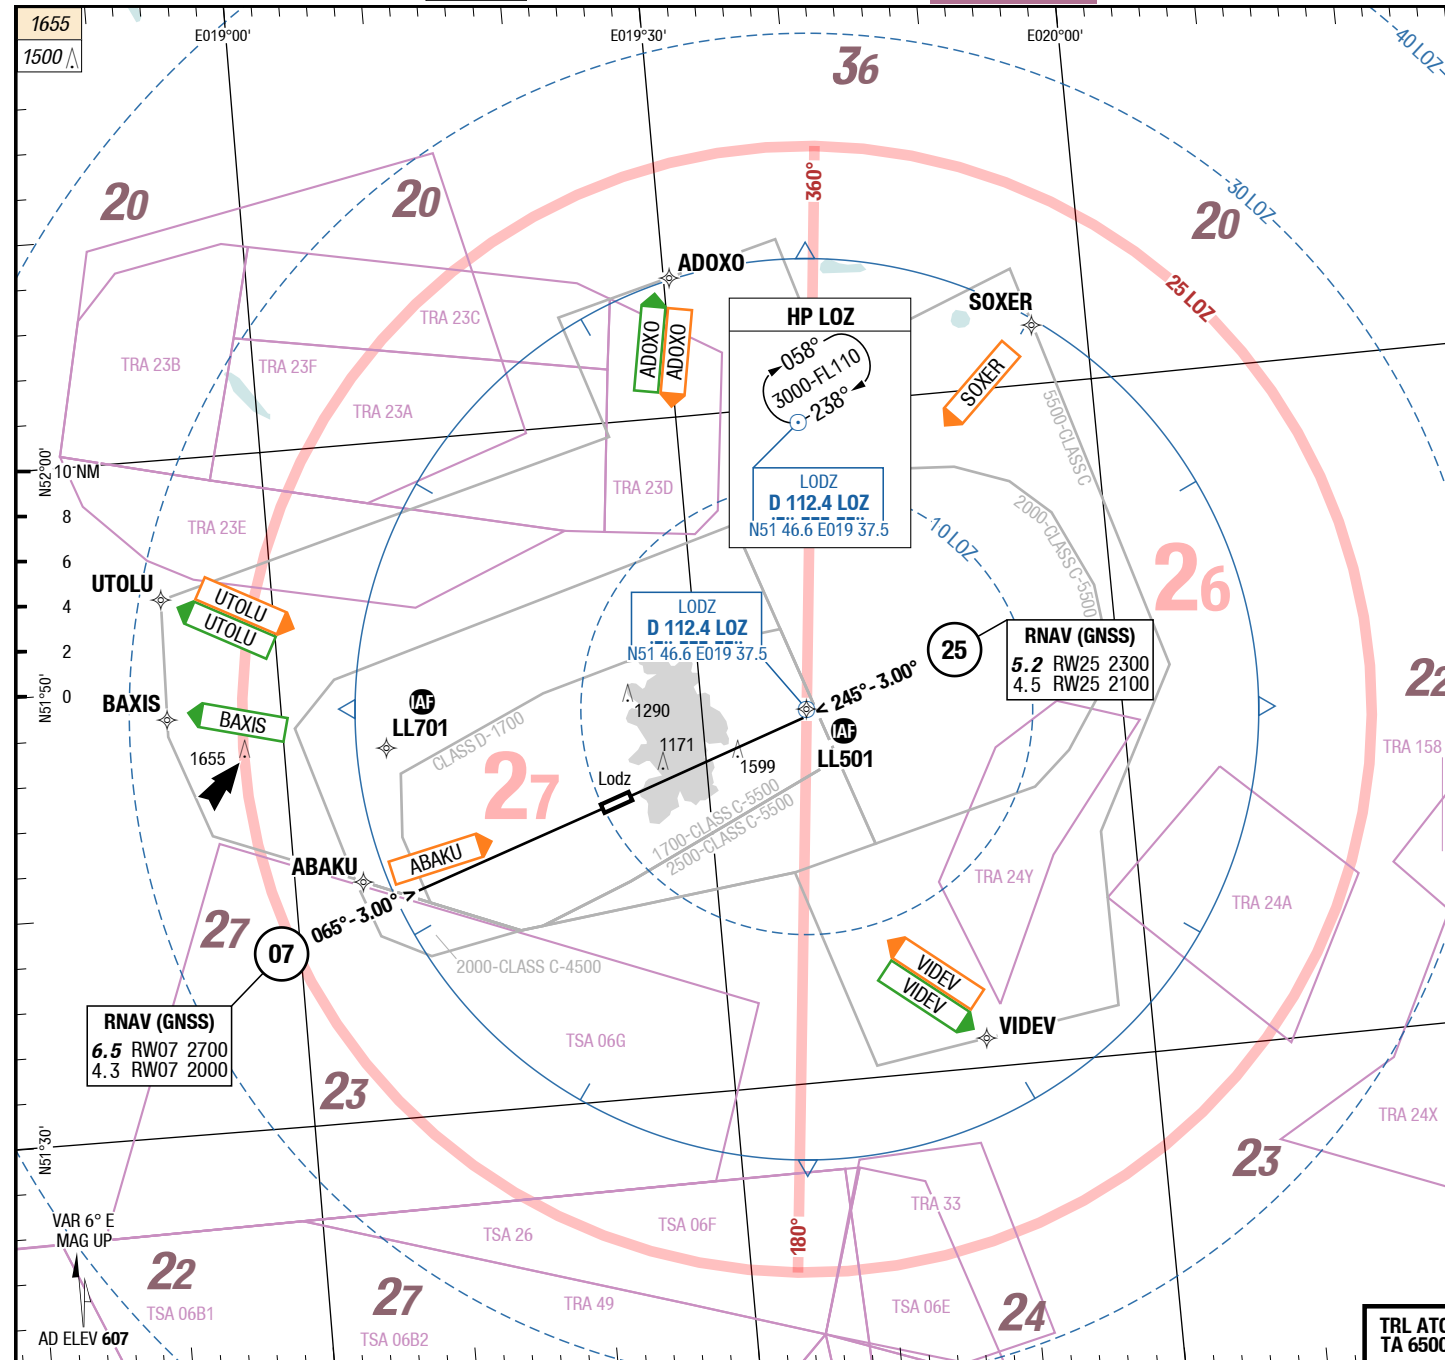 1655
1500
E019°00'
E019°30'
E020°00'
40 LOZ
36
30 LOZ
20
20
20
360°
25 LOZ
ADOXO
SOXER
HP LOZ
058°
3000-FL110
238°
ADOXO
ADOXO
SOXER
TRA 23C
TRA 23B
TRA 23F
TRA 23A
5500-CLASS C
N52°00'
10 NM
8
6
4
2
0
LODZ
D 112.4 LOZ
N51 46.6 E019 37.5
TRA 23D
TRA 23E
2000-CLASS C-5500
10 LOZ
26
UTOLU
UTOLU
UTOLU
LODZ
D 112.4 LOZ
N51 46.6 E019 37.5
25
RNAV (GNSS)
5.2 RW25 2300
4.5 RW25 2100
N51°50'
BAXIS
BAXIS
IAF
LL701
245°-3.00°
22
1290
CLASS D-1700
IAF
LL501
TRA 158
1655
1171
1599
Lodz
27
1700-CLASS C-5500
2500-CLASS C-5500
ABAKU
ABAKU
TRA 24Y
TRA 24A
27
065°-3.00°
07
2000-CLASS C-4500
VIDEV
VIDEV
VIDEV
RNAV (GNSS)
6.5 RW07 2700
4.3 RW07 2000
TSA 06G
23
TRA 24X
N51°30'
23
VAR 6° E
MAG UP
TSA 26
TSA 06F
TRA 33
180°
22
TSA 06B1
27
TRA 49
TSA 06E
24
AD ELEV 607
TSA 06B2
TRL ATC
TA 6500